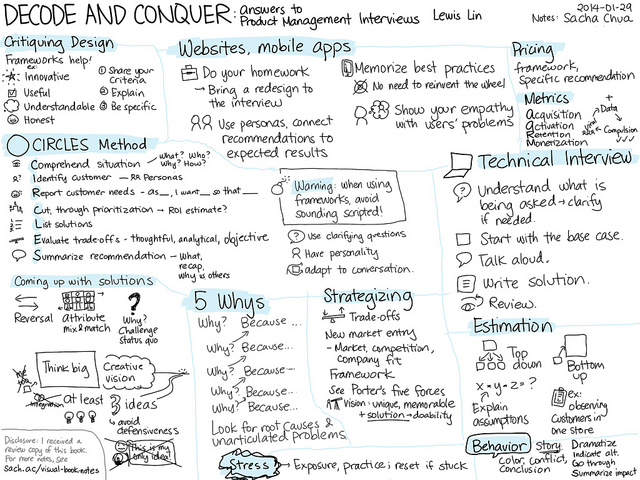 DECODE AND CONQUER: Answers to
Product Management Interviews Lewis Lin
2014-01-29
Notes: Sacha Chua
Critiquing Design
Frameworks help!
ex:
Innovative
Useful
Understandable
Honest
① Share your
criteria
② Explain
③ Be specific
Websites, mobile apps
Do your homework
→ Bring a redesign to
the interview
Use personas, connect
recommendations to
expected results
Memorize best practices
No need to reinvent the wheel
Show your empathy
with users' problems
Pricing
framework,
specific recommendation
Metrics
Acquisition
Activation
Retention
Monetization
+
Data
Compulsion
CIRCLES Method
Comprehend situation
What? Who?
Why? How?
Identify customer — Personas
Report customer needs - as__, I want__ so that __
Cut, through prioritization → ROI estimate?
List solutions
Evaluate trade-offs - thoughtful, analytical, objective
Summarize recommendation - What,
recap,
why vs others
Warning: when using
frameworks, avoid
sounding scripted!
Use clarifying questions
Have personality
adapt to conversation.
Technical Interview
Understand what is
being asked → clarify
if needed.
Start with the base case.
Talk aloud.
Write solution.
Review.
Coming up with solutions
Reversal
attribute
mix & match
?
Why?
Challenge
status quo
Think big
Creative
vision
integration
at least 3 ideas
↳ avoid
defensiveness
This is my
only idea!
5 Whys
Why? Because ...
Why? Because ...
Why? Because —
Why? Because ...
Why? Because ...
Look for root causes &
unarticulated problems
Strategizing
Trade-offs
New market entry
- Market, competition,
company fit
Framework
See Porter's five forces
Vision: unique, memorable
+ solution → doability
Estimation
Top
down
Bottom
up
x · y · z = ?
Explain
assumptions
ex:
observing
customers in
one store
Stress → Exposure, practice; reset if stuck
Behavior
Story
Color, conflict,
Conclusion
Dramatize
Indicate alt.
Go through
Summarize impact
Disclosure: I received a
review copy of this book.
For more notes, see
sach.ac/visual-book-notes